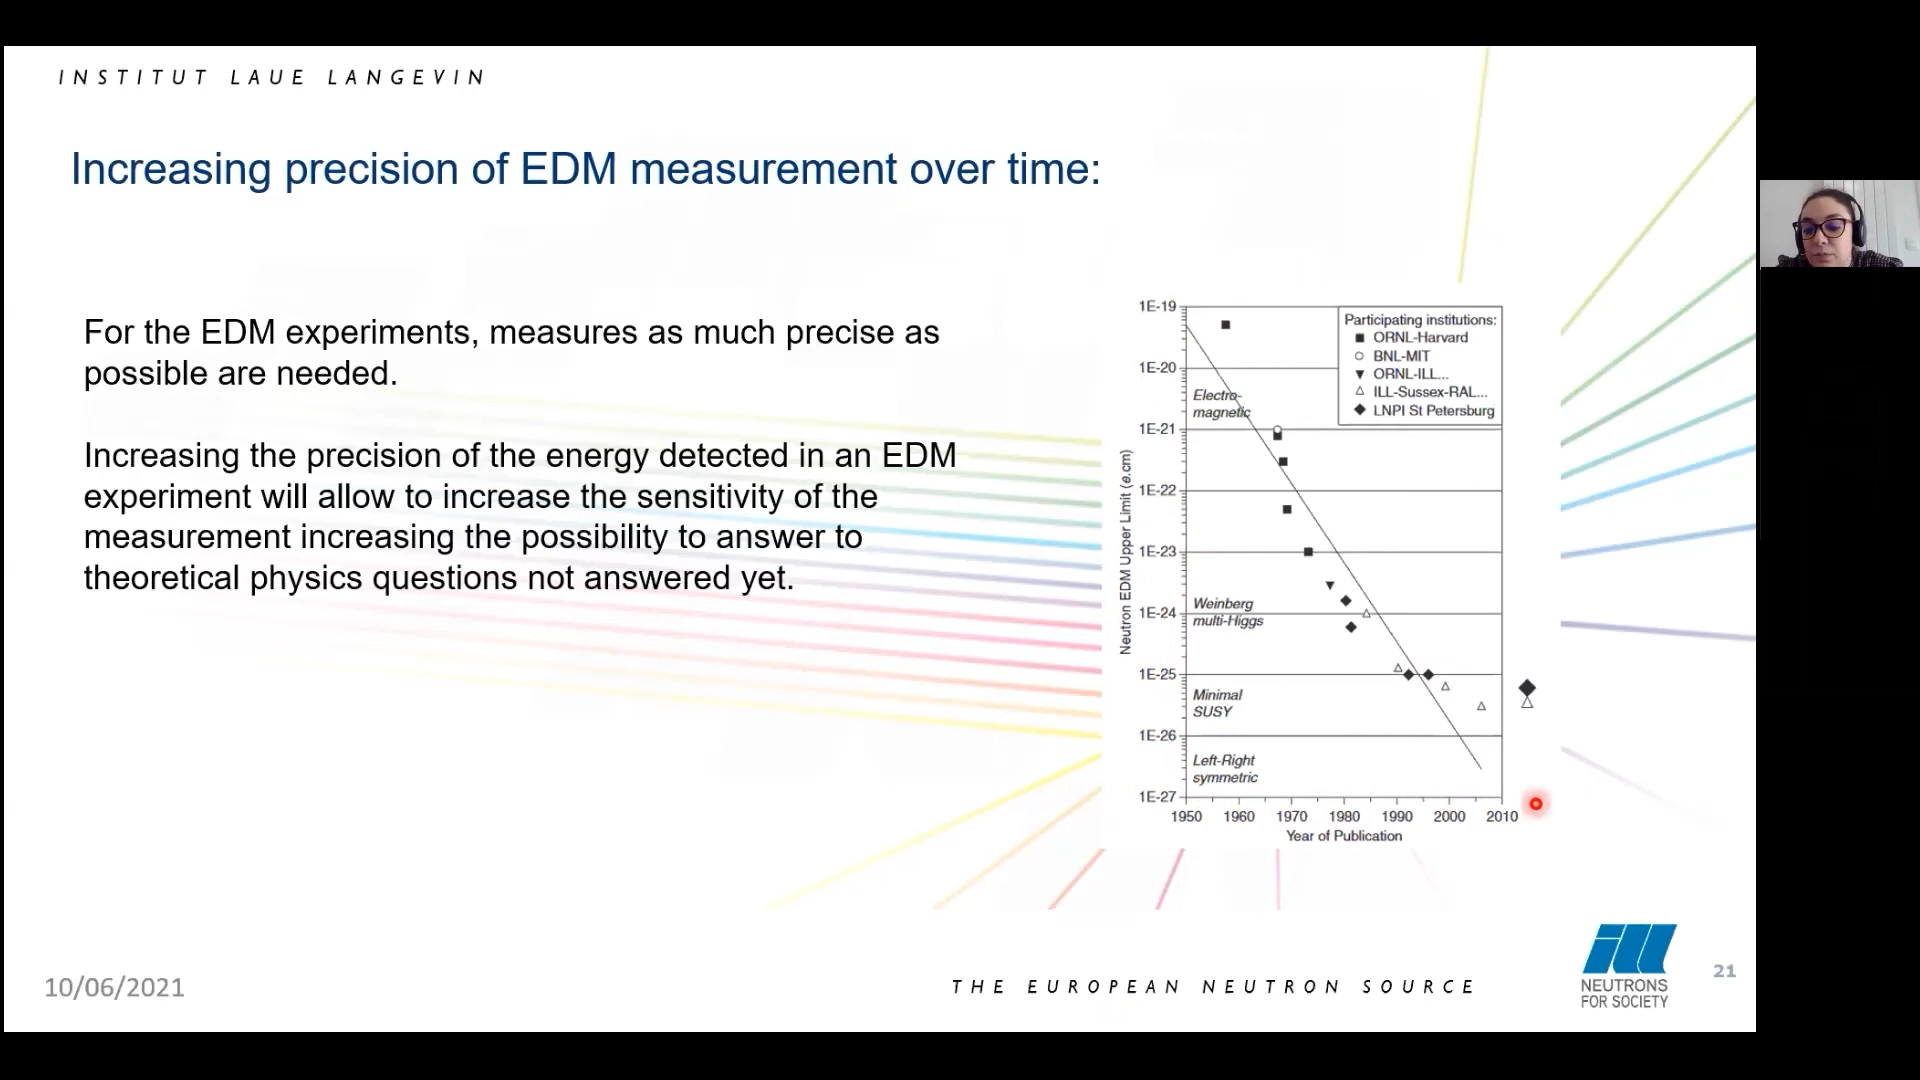 INSTITUT LAUE LANGEVIN
Increasing precision of EDM measurement over time:
For the EDM experiments, measures as much precise as
possible are needed.
Increasing the precision of the energy detected in an EDM
experiment will allow to increase the sensitivity of the
measurement increasing the possibility to answer to
theoretical physics questions not answered yet.
Neutron EDM Upper Limit (e.cm)
1E-19
1E-20
1E-21
1E-22
1E-23
1E-24
1E-25
1E-26
1E-27
Participating institutions:
ORNL-Harvard
BNL-MIT
ORNL-ILL...
ILL-Sussex-RAL...
LNPI St Petersburg
Electro-
magnetic
Weinberg
multi-Higgs
Minimal
SUSY
Left-Right
symmetric
1950 1960 1970 1980 1990 2000 2010
Year of Publication
10/06/2021
THE EUROPEAN NEUTRON SOURCE
ill
NEUTRONS
FOR SOCIETY
21